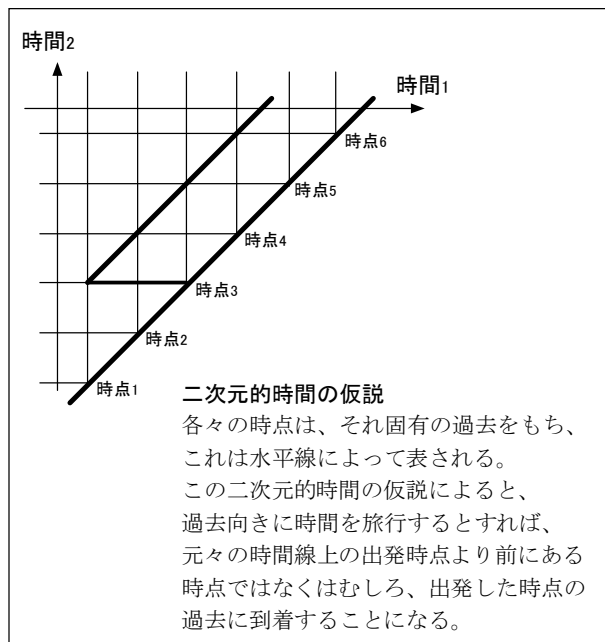 時間2
時間1
時点6
時点5
時点4
時点3
時点2
時点1
二次元的時間の仮説
各々の時点は、それ固有の過去をもち、
これは水平線によって表される。
この二次元的時間の仮説によると、
過去向きに時間を旅行するとすれば、
元々の時間線上の出発時点より前にある
時点ではなくはむしろ、出発した時点の
過去に到着することになる。